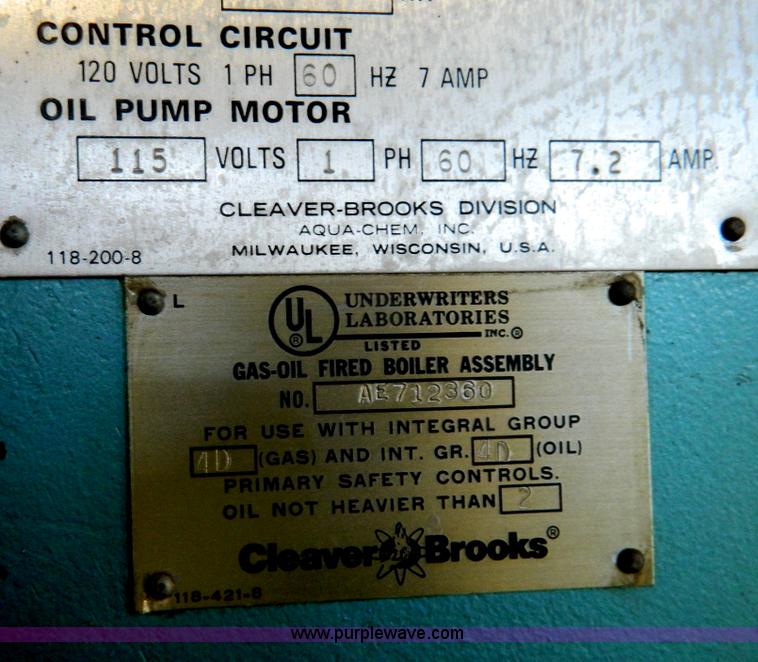 CONTROL CIRCUIT
120 VOLTS 1 PH 60 HZ 7 AMP
OIL PUMP MOTOR
115 VOLTS 1 PH 60 HZ 7.2 AMP.
CLEAVER-BROOKS DIVISION
AQUA-CHEM, INC.
MILWAUKEE, WISCONSIN, U.S.A.
118-200-8
L
UL ®
UNDERWRITERS
LABORATORIES
INC.®
LISTED
GAS-OIL FIRED BOILER ASSEMBLY
NO. AE712360
FOR USE WITH INTEGRAL GROUP
4D (GAS) AND INT. GR. 4D (OIL)
PRIMARY SAFETY CONTROLS.
OIL NOT HEAVIER THAN 2
Cleaver Brooks®
118-421-8
www.purplewave.com